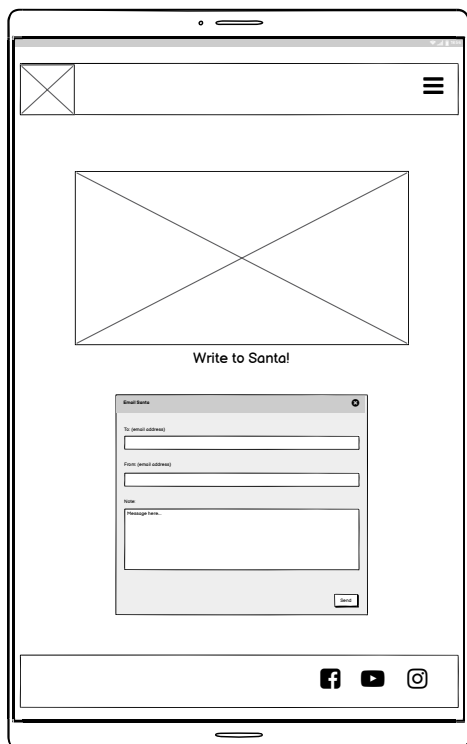 Write to Santa!
Email Santa
To: (email address)
From: (email address)
Note
Message here...
Send